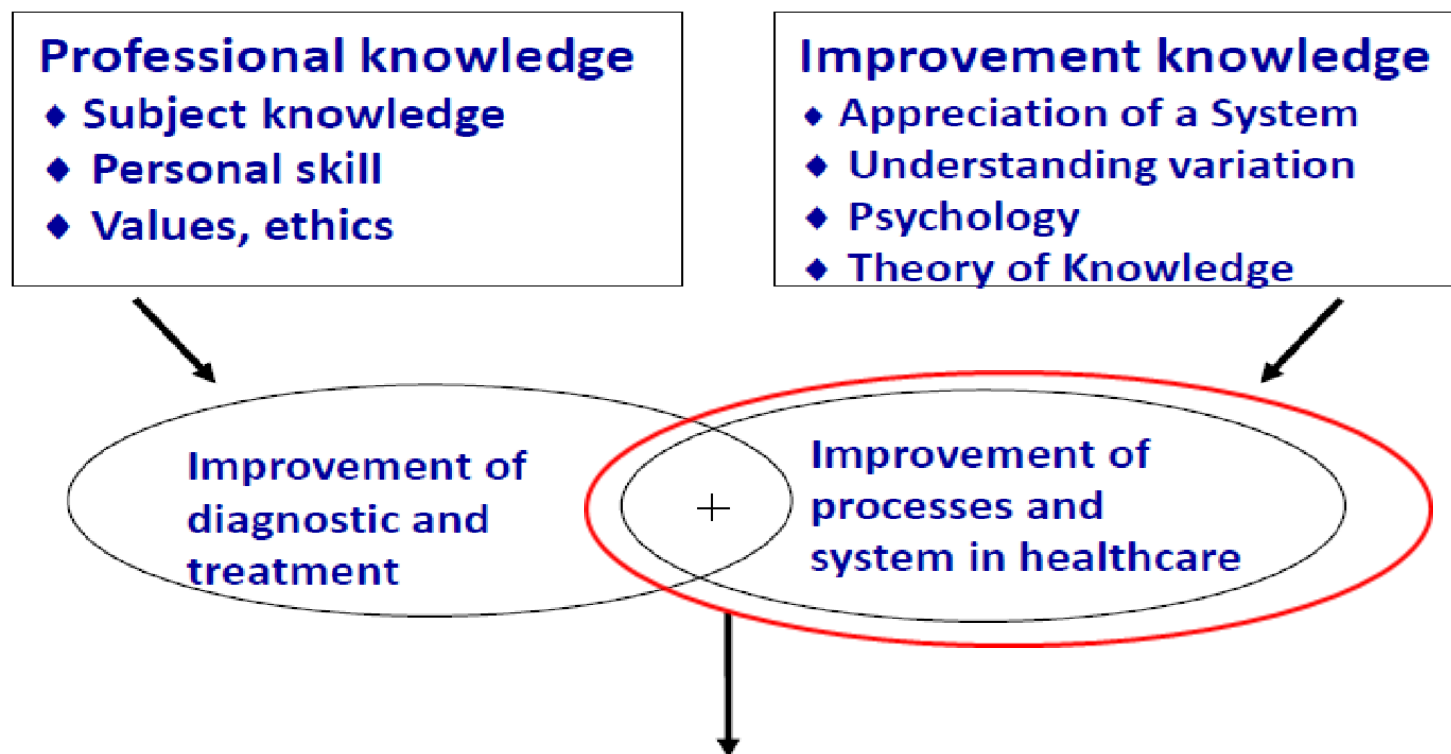 Professional knowledge
♦ Subject knowledge
♦ Personal skill
♦ Values, ethics
Improvement knowledge
♦ Appreciation of a System
♦ Understanding variation
♦ Psychology
♦ Theory of Knowledge
Improvement of
diagnostic and
treatment
+
Improvement of
processes and
system in healthcare